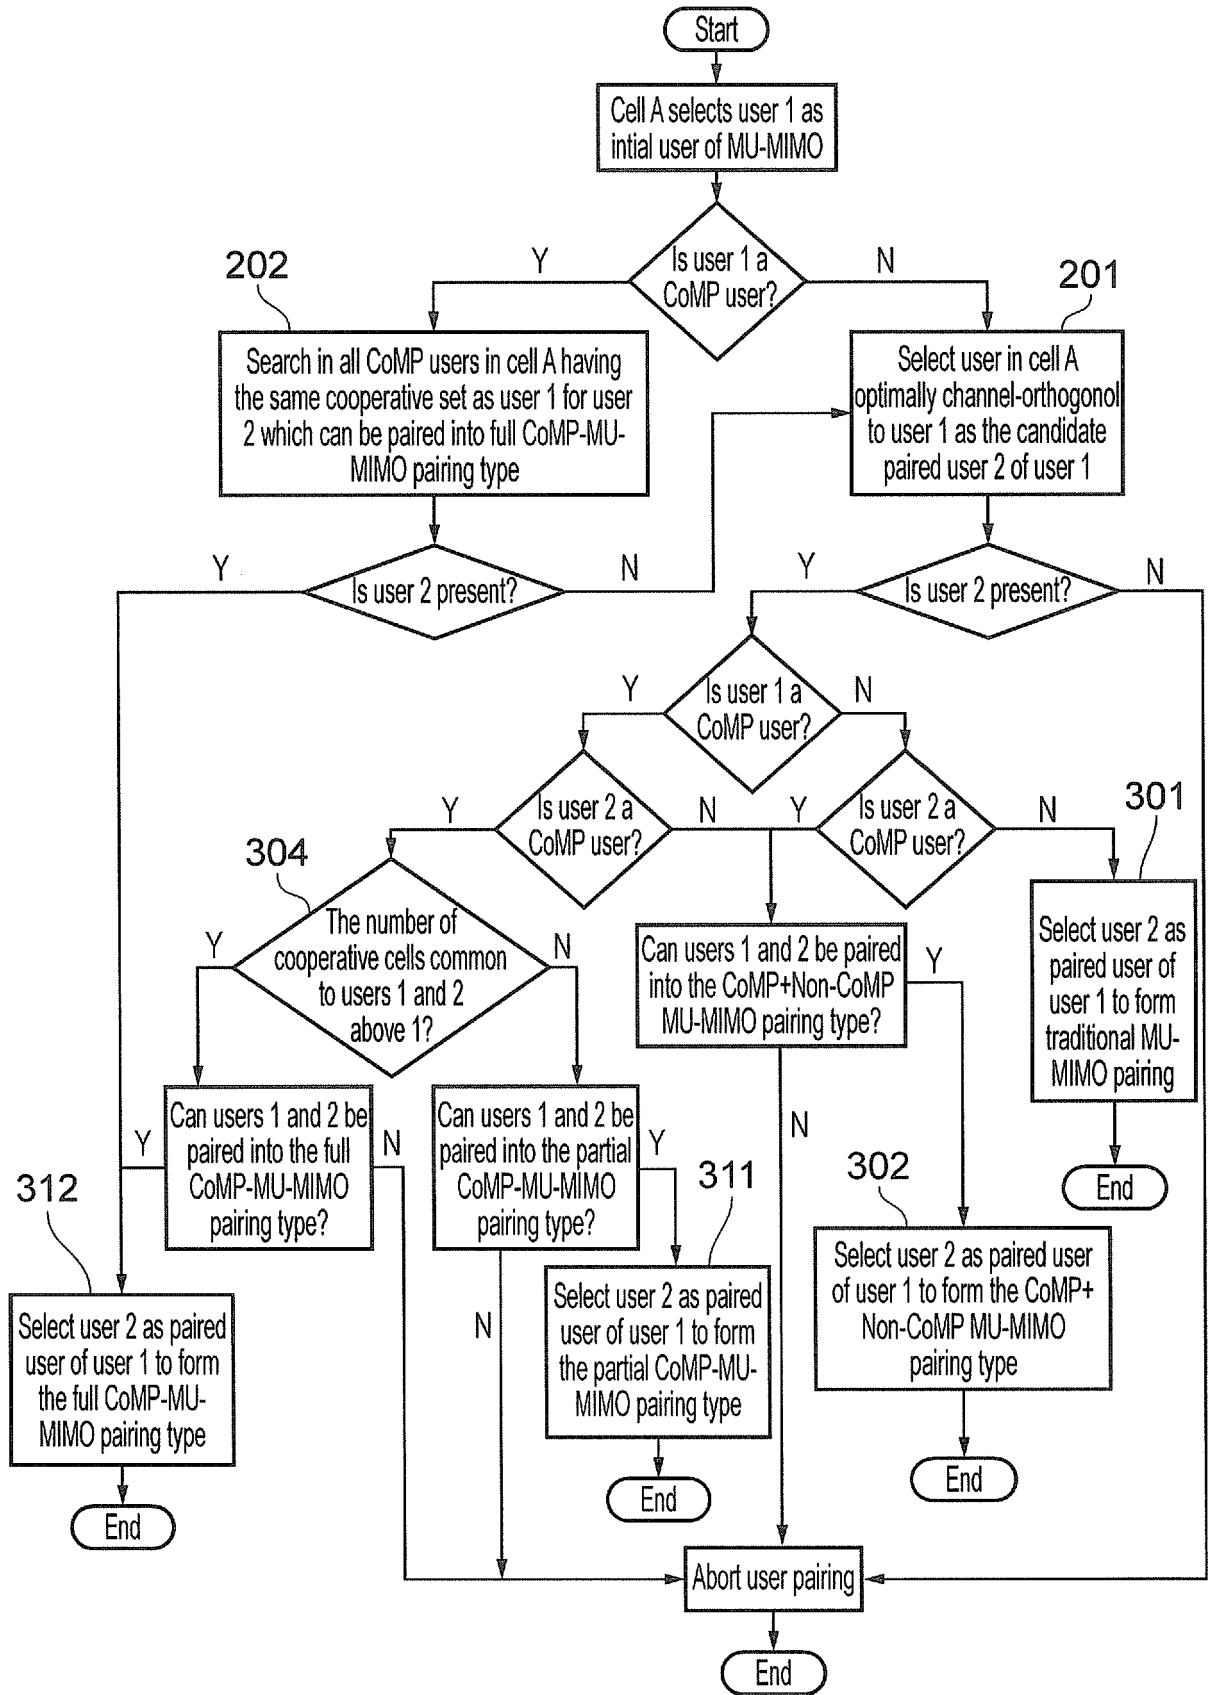 Start
Cell A selects user 1 as
intial user of MU-MIMO
Is user 1 a
CoMP user?
Y
N
202
201
Search in all CoMP users in cell A having
the same cooperative set as user 1 for user
2 which can be paired into full CoMP-MU-
MIMO pairing type
Select user in cell A
optimally channel-orthogonol
to user 1 as the candidate
paired user 2 of user 1
Y
Is user 2 present?
N
Y
Is user 2 present?
N
Y
Is user 1 a
CoMP user?
N
Y
Is user 2 a
CoMP user?
N
Y
Is user 2 a
CoMP user?
N
301
304
Y
The number of
cooperative cells common
to users 1 and 2
above 1?
N
Can users 1 and 2 be paired
into the CoMP+Non-CoMP
MU-MIMO pairing type?
Y
N
Select user 2 as
paired user of
user 1 to form
traditional MU-
MIMO pairing
End
Y
Can users 1 and 2 be
paired into the full
CoMP-MU-MIMO
pairing type?
N
Can users 1 and 2 be
paired into the partial
CoMP-MU-MIMO
pairing type?
Y
N
312
311
302
Select user 2 as paired
user of user 1 to form
the full CoMP-MU-
MIMO pairing type
End
Select user 2 as paired
user of user 1 to form
the partial CoMP-MU-
MIMO pairing type
End
Select user 2 as paired user
of user 1 to form the CoMP+
Non-CoMP MU-MIMO
pairing type
End
Abort user pairing
End